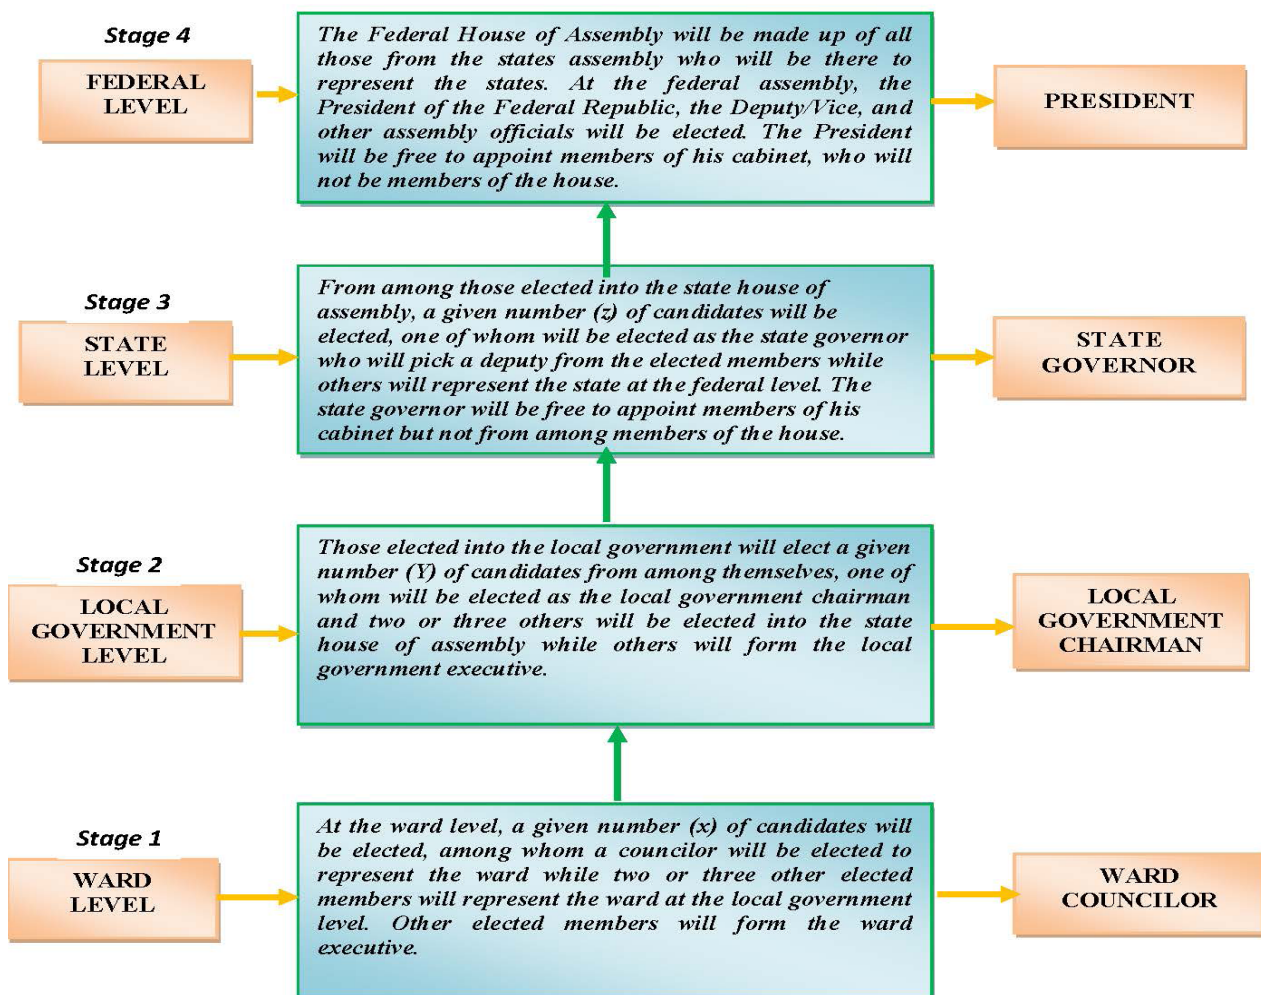 Stage 4
FEDERAL
LEVEL
The Federal House of Assembly will be made up of all
those from the states assembly who will be there to
represent the states. At the federal assembly, the
President of the Federal Republic, the Deputy/Vice, and
other assembly officials will be elected. The President
will be free to appoint members of his cabinet, who will
not be members of the house.
PRESIDENT
Stage 3
STATE
LEVEL
From among those elected into the state house of
assembly, a given number (z) of candidates will be
elected, one of whom will be elected as the state governor
who will pick a deputy from the elected members while
others will represent the state at the federal level. The
state governor will be free to appoint members of his
cabinet but not from among members of the house.
STATE
GOVERNOR
Stage 2
LOCAL
GOVERNMENT
LEVEL
Those elected into the local government will elect a given
number (Y) of candidates from among themselves, one of
whom will be elected as the local government chairman
and two or three others will be elected into the state
house of assembly while others will form the local
government executive.
LOCAL
GOVERNMENT
CHAIRMAN
Stage 1
WARD
LEVEL
At the ward level, a given number (x) of candidates will
be elected, among whom a councilor will be elected to
represent the ward while two or three other elected
members will represent the ward at the local government
level. Other elected members will form the ward
executive.
WARD
COUNCILOR